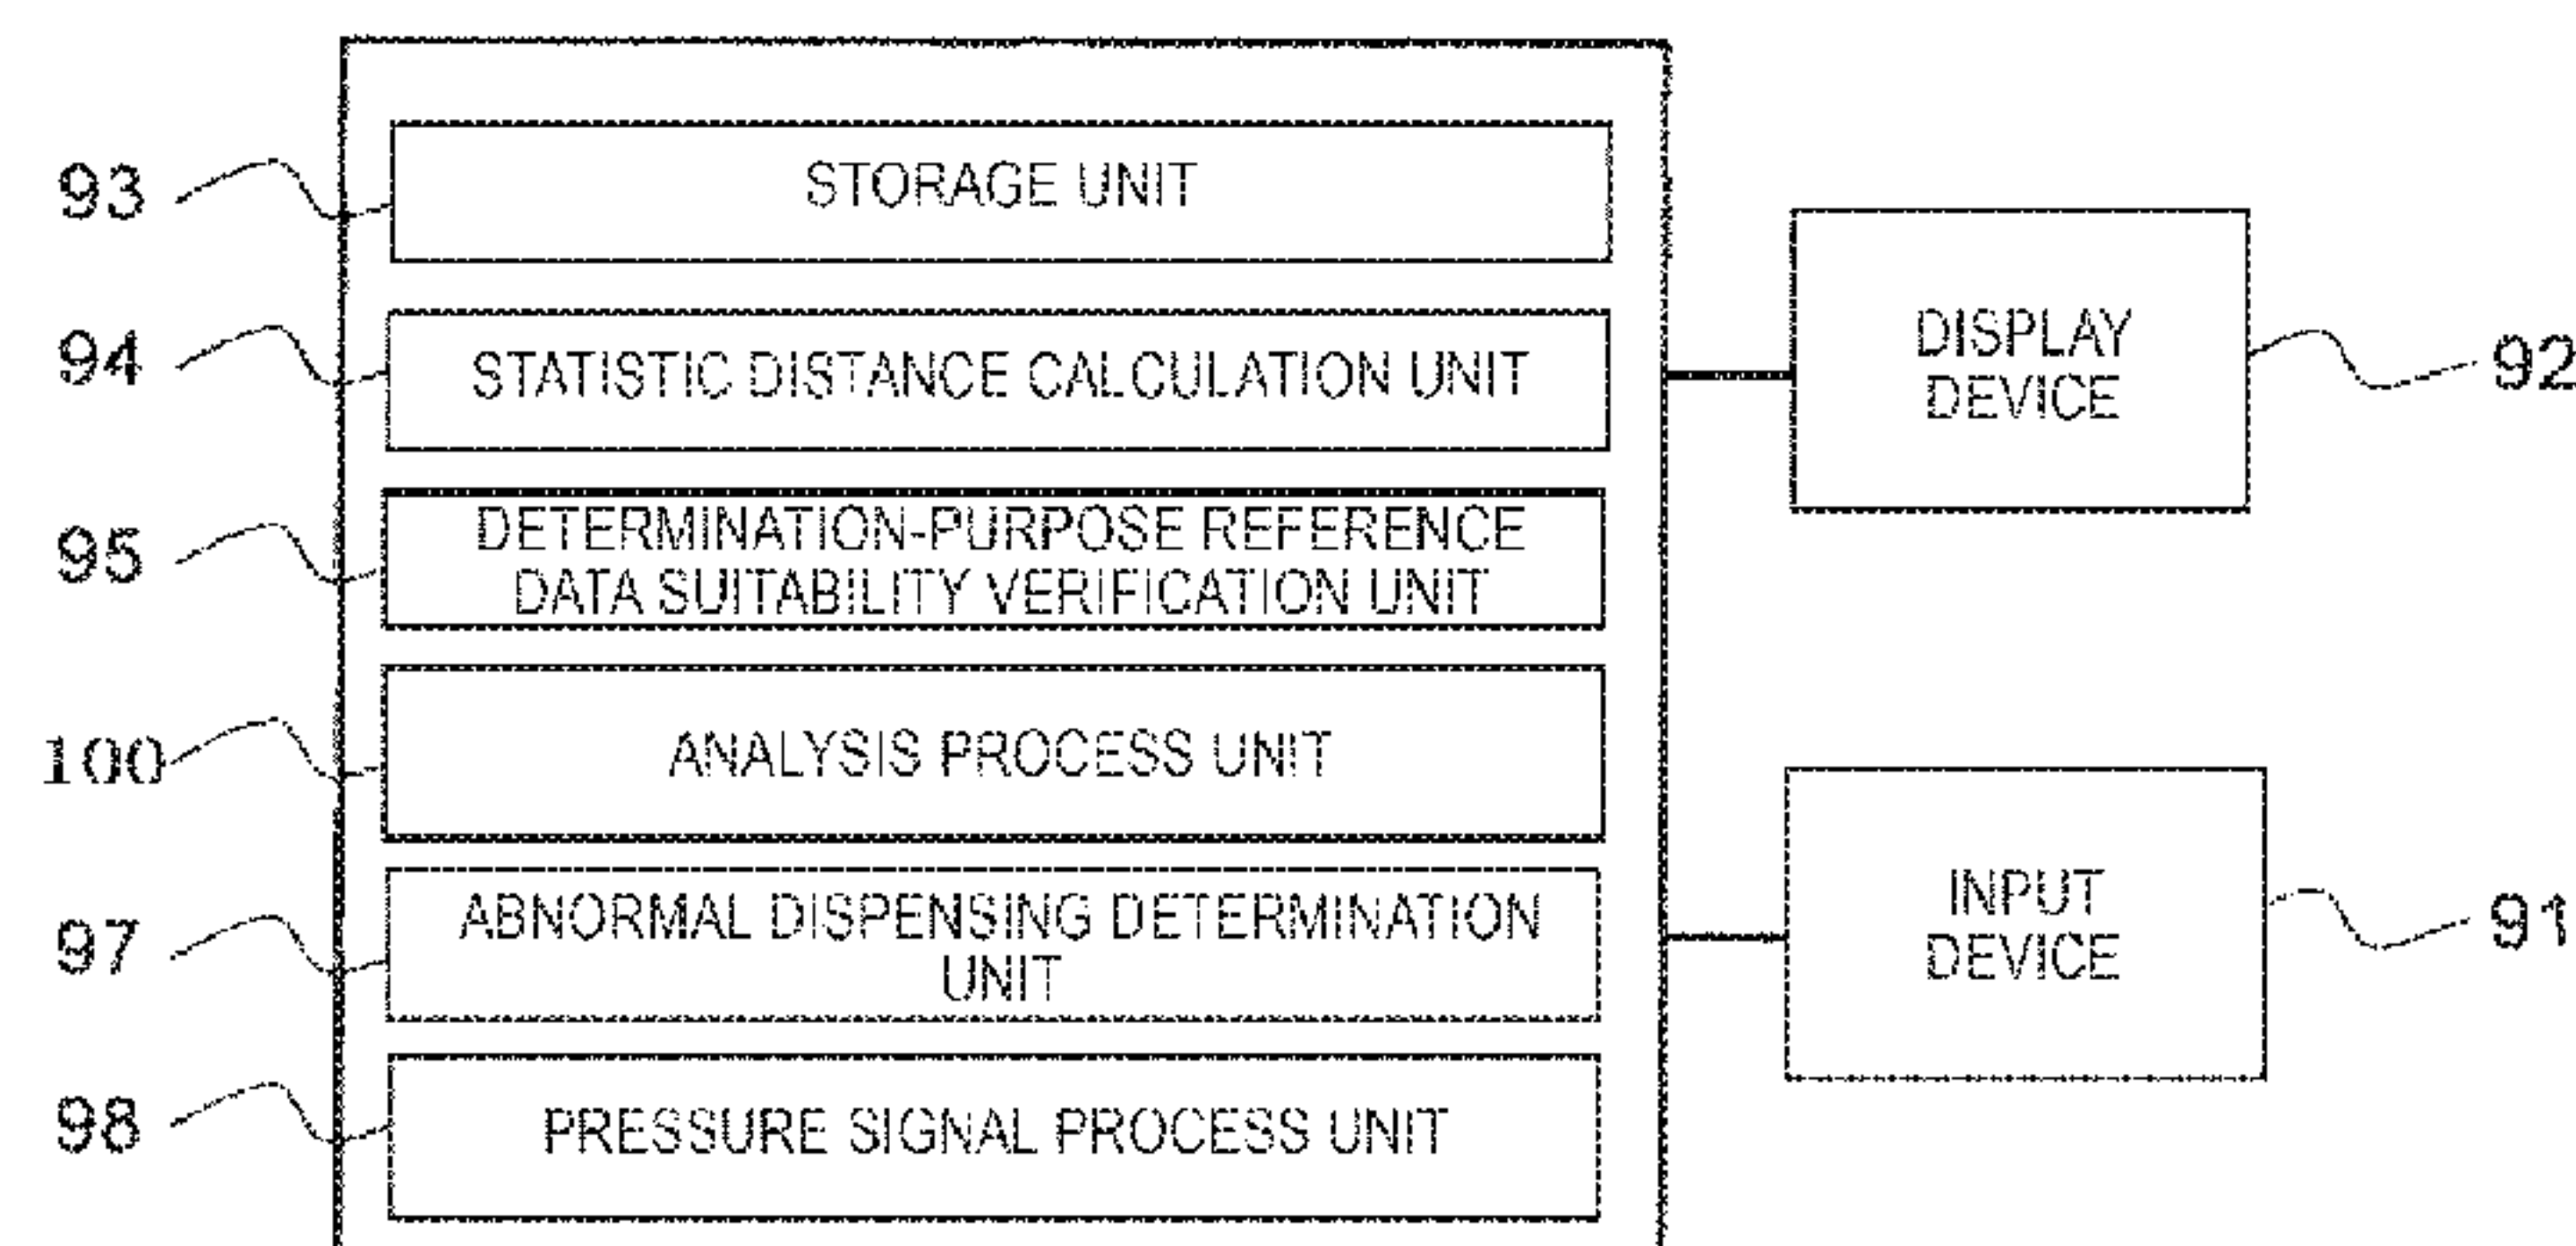 93
STORAGE UNIT
94
STATISTIC DISTANCE CALCULATION UNIT
DISPLAY
DEVICE
92
95
DETERMINATION-PURPOSE REFERENCE
DATA SUITABILITY VERIFICATION UNIT
100
ANALYSIS PROCESS UNIT
97
ABNORMAL DISPENSING DETERMINATION
UNIT
INPUT
DEVICE
91
98
PRESSURE SIGNAL PROCESS UNIT